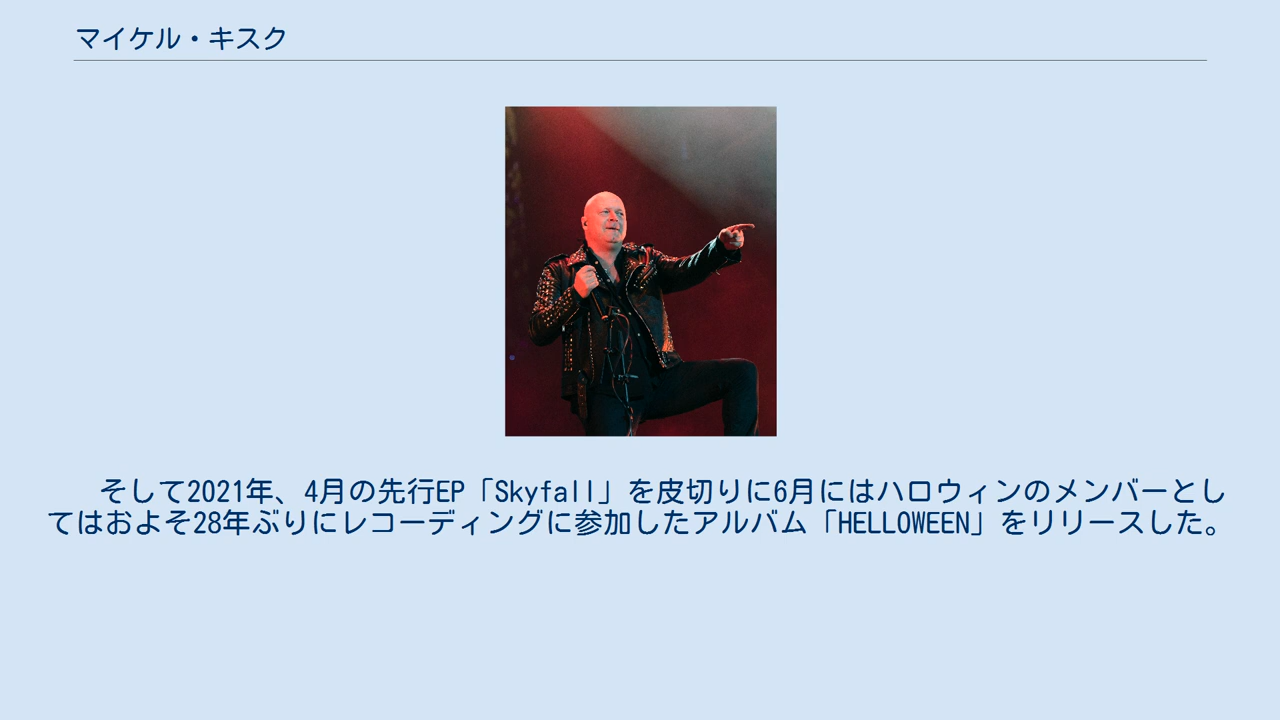 マイケル・キスク
そして2021年、4月の先行EP「Skyfall」を皮切りに6月にはハロウィンのメンバーとし
てはおよそ28年ぶりにレコーディングに参加したアルバム「HELLOWEEN」をリリースした。